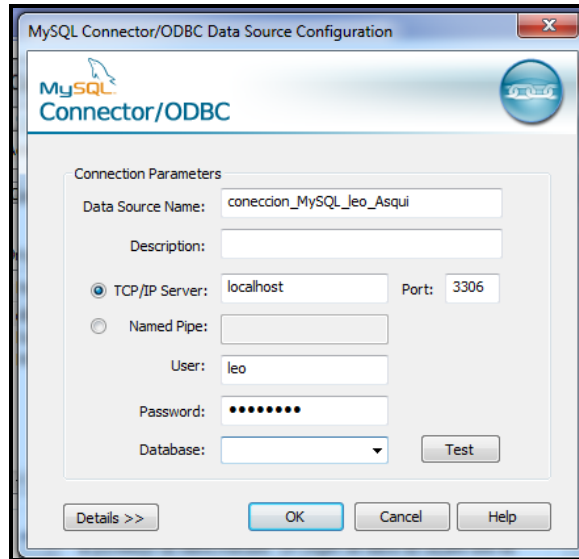 MySQL Connector/ODBC Data Source Configuration
MySQL
Connector/ODBC
Connection Parameters
Data Source Name: coneccion_MySQL_leo_Asqui
Description:
TCP/IP Server: localhost Port: 3306
Named Pipe:
User: leo
Password: ●●●●●●●●
Database: Test
Details >> OK Cancel Help